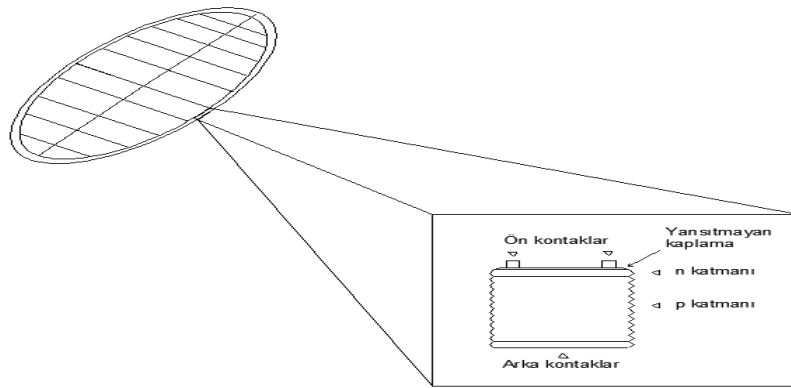 Yansıtmayan
kaplama
Ön kontaklar
n katmanı
p katmanı
Arka kontaklar